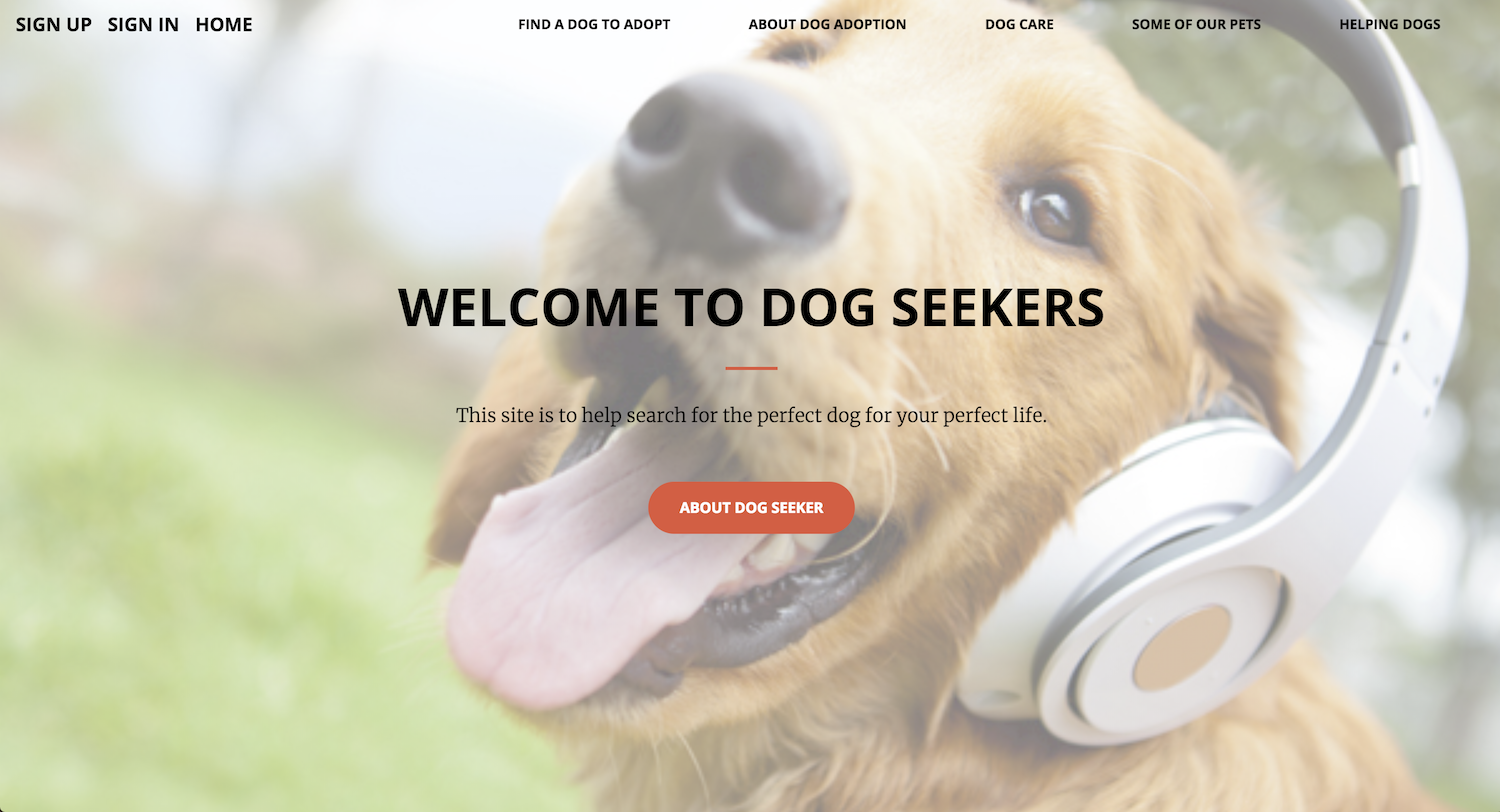 SIGN UP SIGN IN HOME FIND A DOG TO ADOPT ABOUT DOG ADOPTION DOG CARE SOME OF OUR PETS HELPING DOGS
WELCOME TO DOG SEEKERS
This site is to help search for the perfect dog for your perfect life.
ABOUT DOG SEEKER